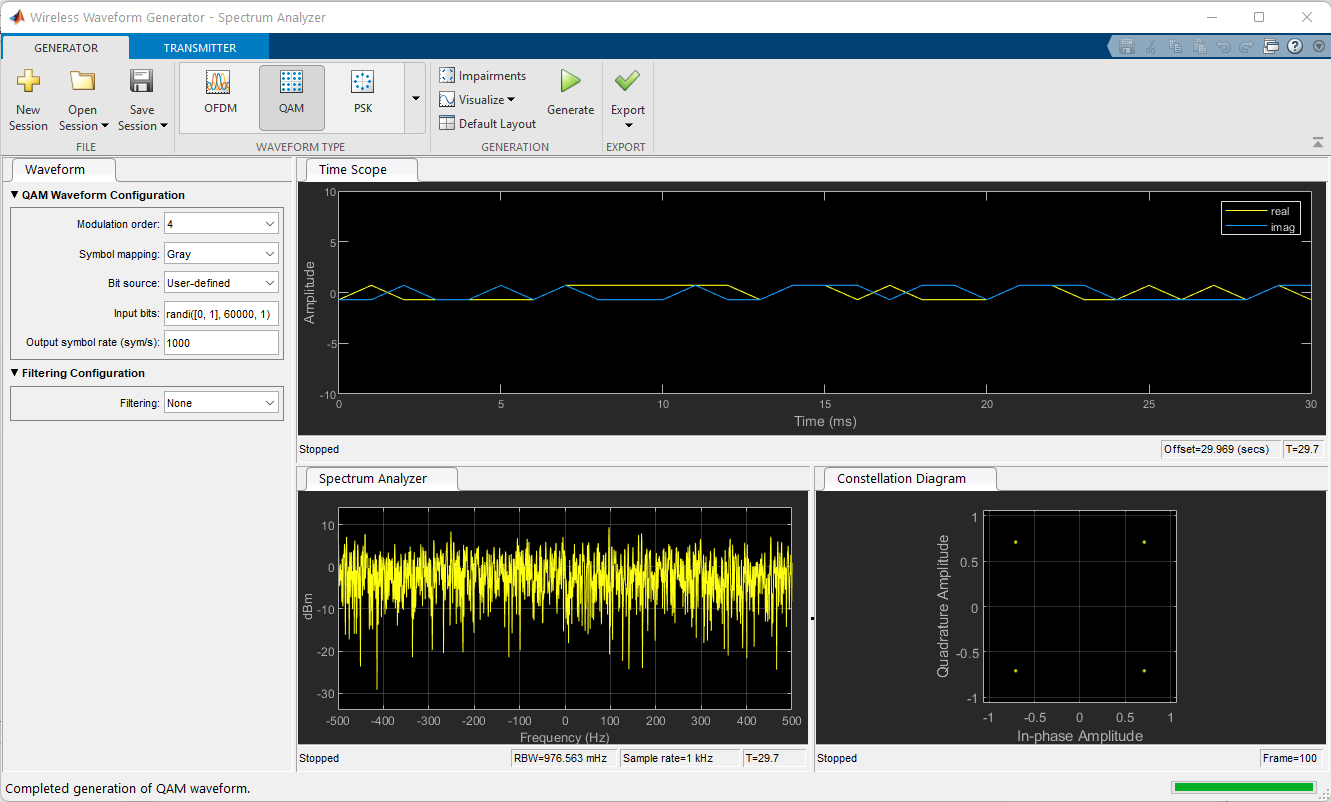 Wireless Waveform Generator - Spectrum Analyzer
GENERATOR
TRANSMITTER
New
Session
Open
Session
Save
Session
FILE
OFDM
QAM
PSK
WAVEFORM TYPE
Impairments
Visualize
Default Layout
Generate
GENERATION
Export
EXPORT
Waveform
QAM Waveform Configuration
Modulation order: 4
Symbol mapping: Gray
Bit source: User-defined
Input bits: randi([0, 1], 60000, 1)
Output symbol rate (sym/s): 1000
Filtering Configuration
Filtering: None
Time Scope
10
5
0
-5
-10
Amplitude
real
imag
0 5 10 15 20 25 30
Time (ms)
Stopped
Offset=29.969 (secs)
T=29.7
Spectrum Analyzer
10
0
-10
-20
-30
dBm
-500 -400 -300 -200 -100 0 100 200 300 400 500
Frequency (Hz)
Stopped
RBW=976.563 mHz
Sample rate=1 kHz
T=29.7
Constellation Diagram
1
0.5
0
-0.5
-1
Quadrature Amplitude
-1 -0.5 0 0.5 1
In-phase Amplitude
Stopped
Frame=100
Completed generation of QAM waveform.